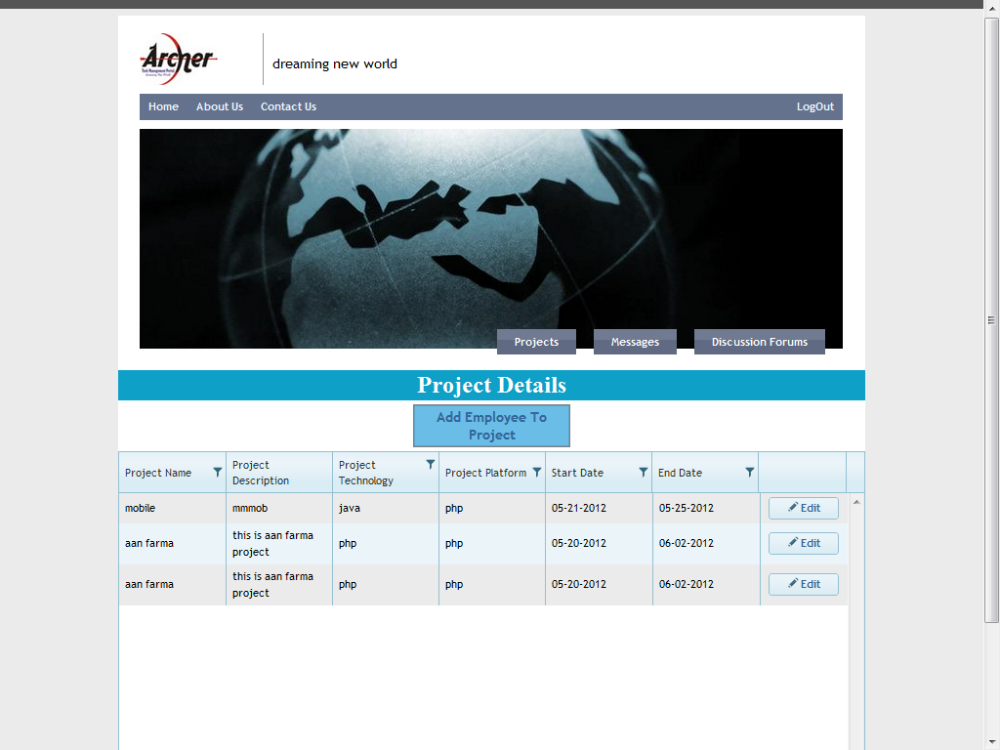 Archer
Task Management Portal
dreaming new world
Home About Us Contact Us LogOut
Projects Messages Discussion Forums
Project Details
Add Employee To
Project
Project Name Project Description Project Technology Project Platform Start Date End Date
mobile mmmob java php 05-21-2012 05-25-2012 Edit
aan farma this is aan farma project php php 05-20-2012 06-02-2012 Edit
aan farma this is aan farma project php php 05-20-2012 06-02-2012 Edit